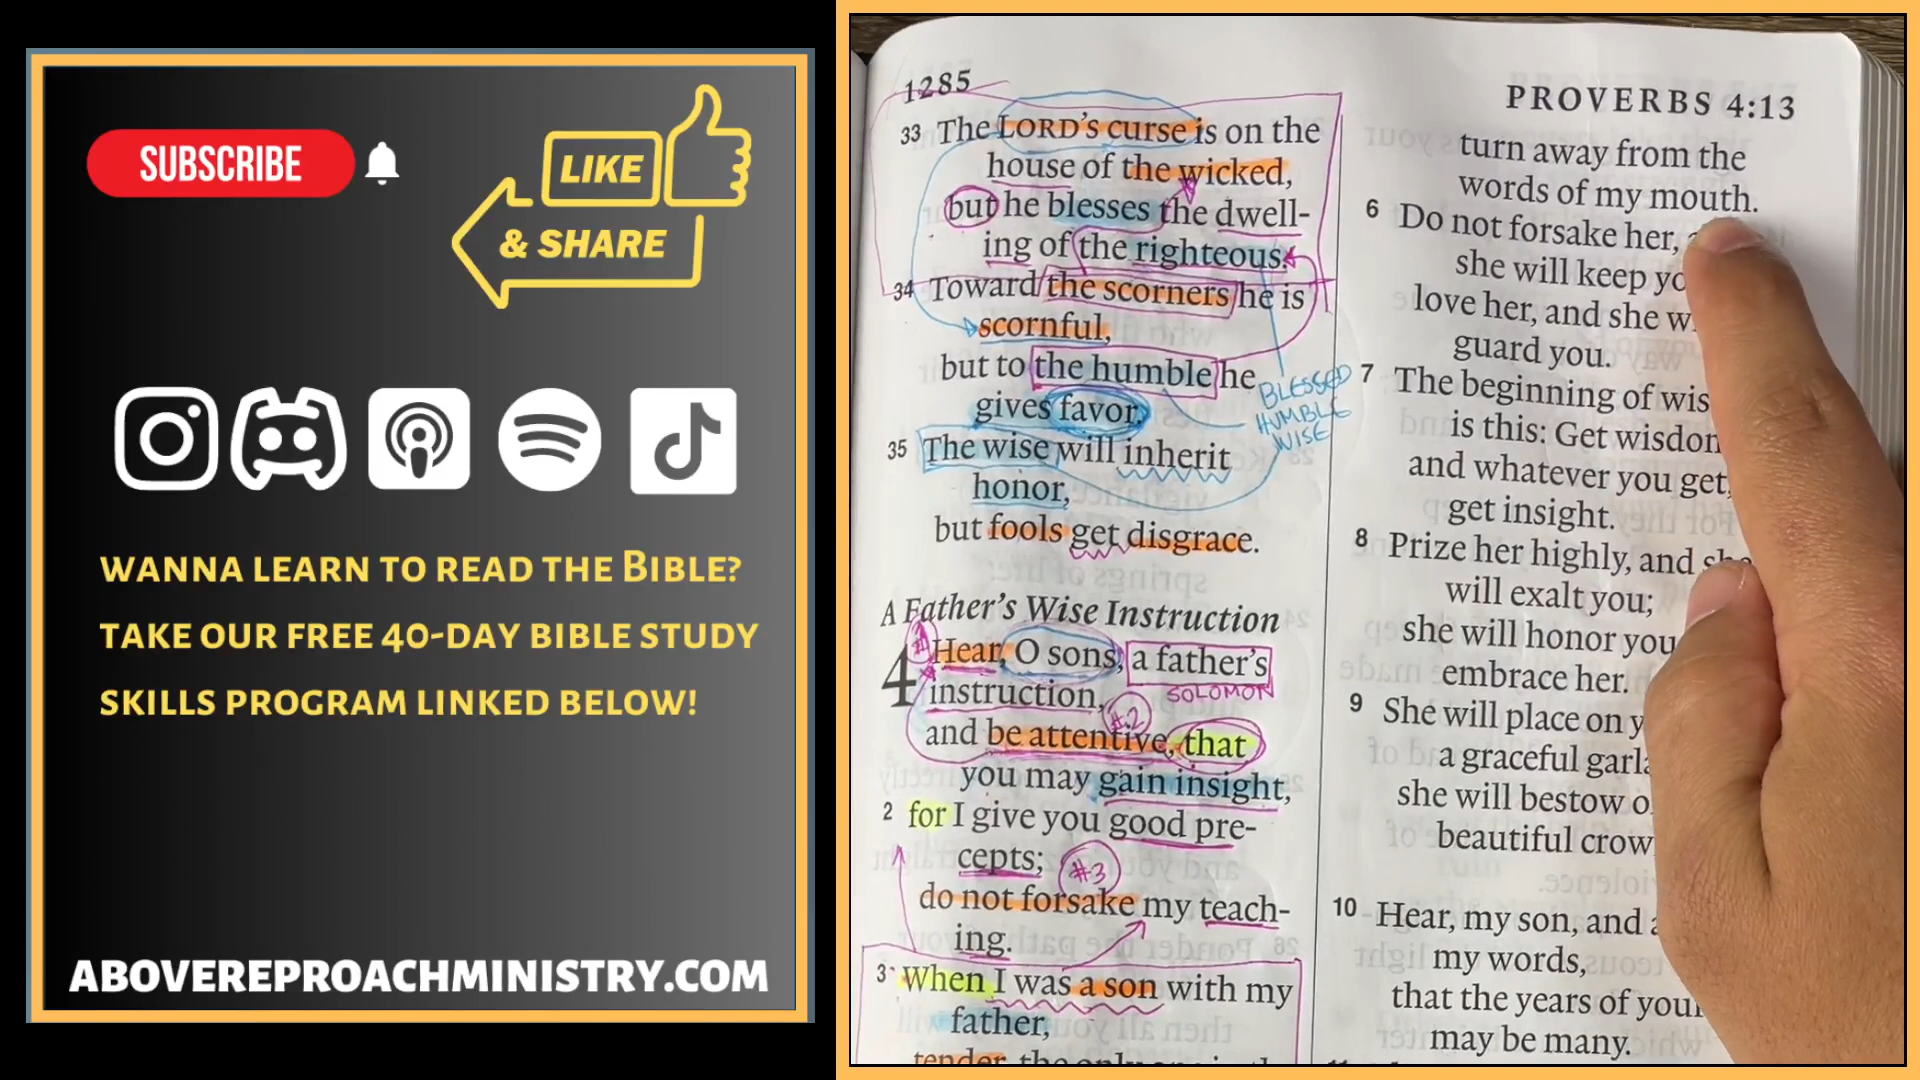 SUBSCRIBE
LIKE
& SHARE
WANNA LEARN TO READ THE BIBLE?
TAKE OUR FREE 40-DAY BIBLE STUDY
SKILLS PROGRAM LINKED BELOW!
ABOVEREPROACHMINISTRY.COM
1285
33 The LORD'S curse is on the
house of the wicked,
but he blesses the dwell-
ing of the righteous.
34 Toward the scorners he is
scornful,
but to the humble he
gives favor.
BLESSED
HUMBLE
WISE
35 The wise will inherit
honor,
but fools get disgrace.
A Father's Wise Instruction
#1
4 Hear, O sons, a father's
instruction,
SOLOMON
#2
and be attentive, that
you may gain insight,
2 for I give you good pre-
cepts;
#3
do not forsake my teach-
ing.
3 When I was a son with my
father,
tender, the only
PROVERBS 4:13
turn away from the
words of my mouth.
6 Do not forsake her,
she will keep
love her, and she
guard you.
7 The beginning of
is this: Get
and whatever you get,
get insight.
8 Prize her highly, and
will exalt you;
she will honor you
embrace her.
9 She will place on
a graceful
she will bestow
beautiful
10 Hear, my son, and
my words,
that the years of
may be many.